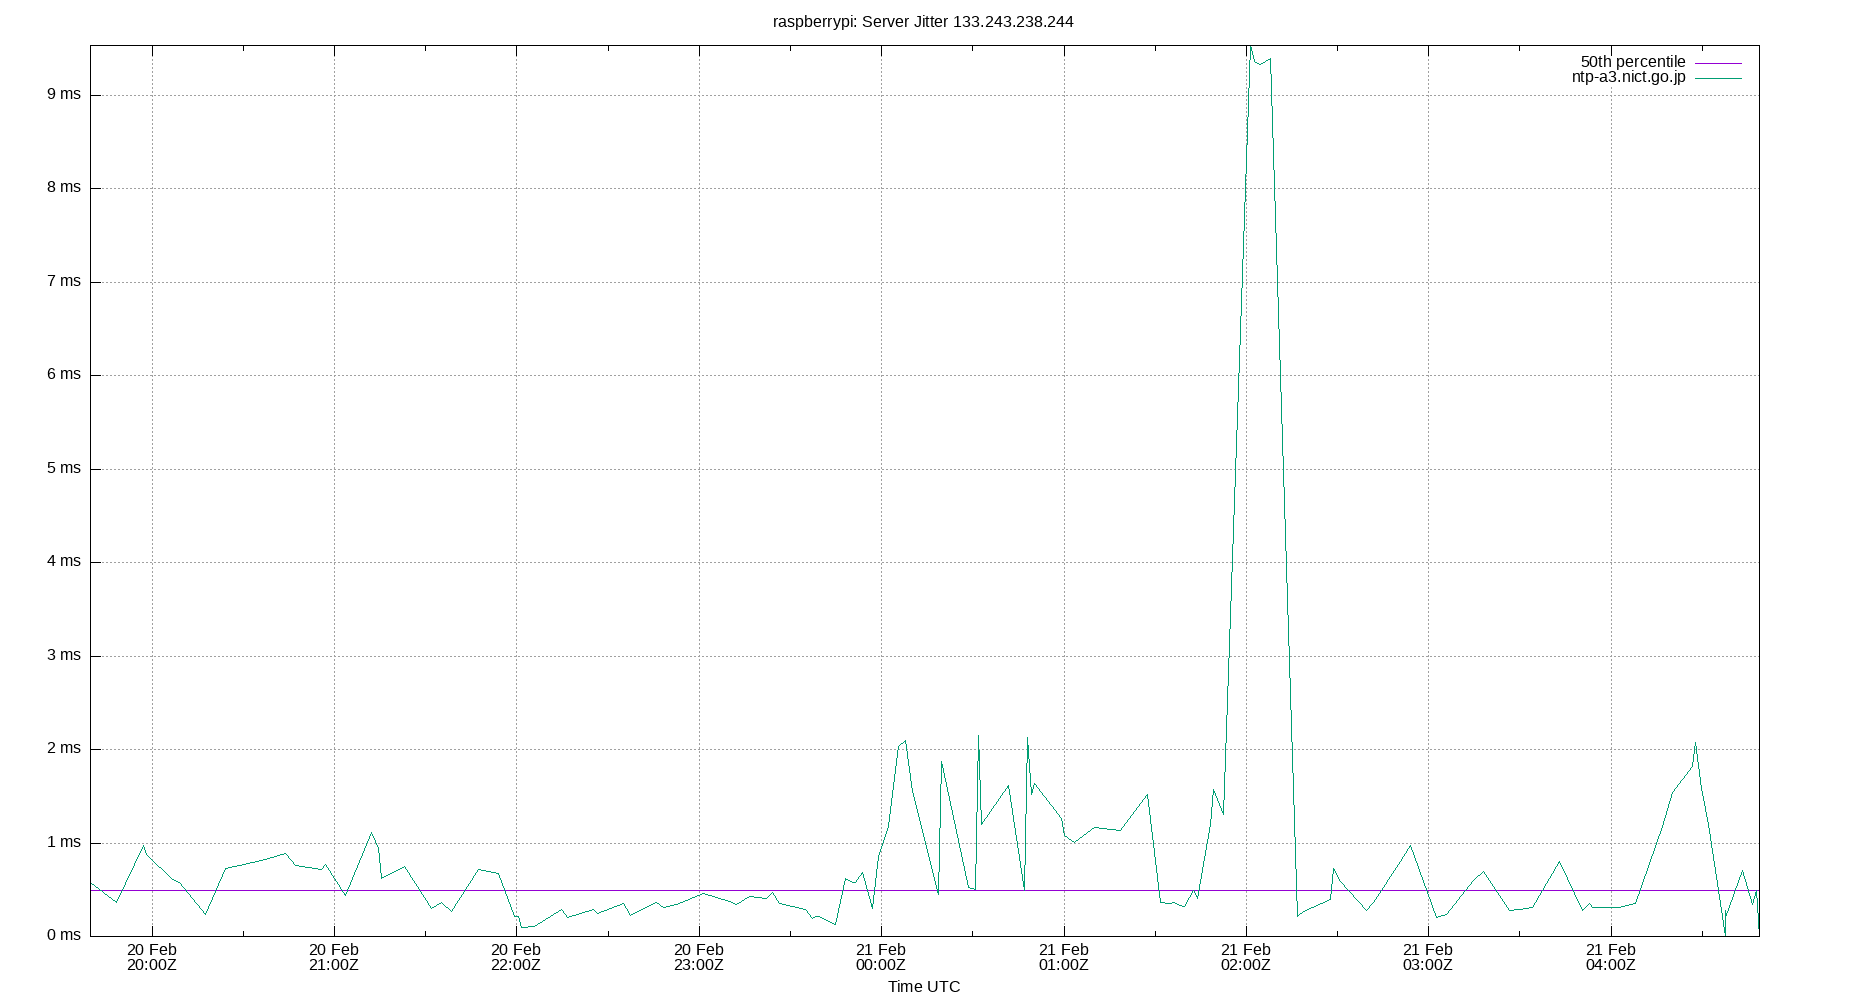 raspberrypi: Server Jitter 133.243.238.244
50th percentile
ntp-a3.nict.go.jp
9 ms
8 ms
7 ms
6 ms
5 ms
4 ms
3 ms
2 ms
1 ms
0 ms
20 Feb 20 Feb 20 Feb 20 Feb 21 Feb 21 Feb 21 Feb 21 Feb 21 Feb
20:00Z 21:00Z 22:00Z 23:00Z 00:00Z 01:00Z 02:00Z 03:00Z 04:00Z
Time UTC